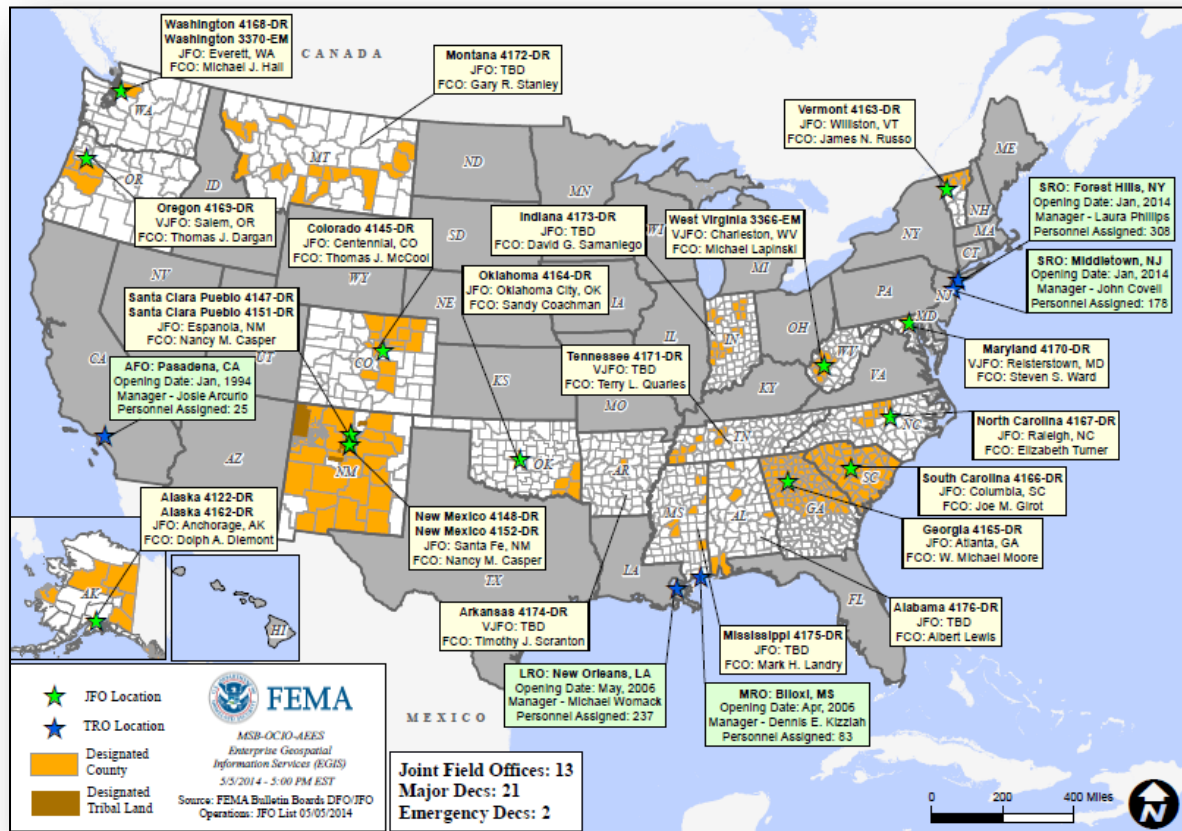 Washington 4168-DR
Washington 3370-EM
JFO: Everett, WA
FCO: Michael J. Hall
CANADA
Montana 4172-DR
JFO: TBD
FCO: Gary R. Stanley
Vermont 4163-DR
JFO: Williston, VT
FCO: James N. Russo
WA
MT
ND
MN
ME
OR
ID
SRO: Forest Hills, NY
Opening Date: Jan, 2014
Manager - Laura Phillips
Personnel Assigned: 308
Oregon 4169-DR
VJFO: Salem, OR
FCO: Thomas J. Dargan
Colorado 4145-DR
JFO: Centennial, CO
FCO: Thomas J. McCool
Indiana 4173-DR
JFO: TBD
FCO: David G. Samaniego
West Virginia 3366-EM
VJFO: Charleston, WV
FCO: Michael Lapinski
SD
WI
MI
NY
NH
MA
CT
WY
SRO: Middletown, NJ
Opening Date: Jan, 2014
Manager - John Covell
Personnel Assigned: 178
NV
Santa Clara Pueblo 4147-DR
Santa Clara Pueblo 4151-DR
JFO: Espanola, NM
FCO: Nancy M. Casper
Oklahoma 4164-DR
JFO: Oklahoma City, OK
FCO: Sandy Coachman
NE
IA
PA
NJ
IL
IN
OH
MD
CA
UT
CO
KS
MO
KY
WV
VA
AFO: Pasadena, CA
Opening Date: Jan, 1994
Manager - Josie Arcurio
Personnel Assigned: 25
Tennessee 4171-DR
VJFO: TBD
FCO: Terry L. Quarles
Maryland 4170-DR
VJFO: Reisterstown, MD
FCO: Steven S. Ward
North Carolina 4167-DR
JFO: Raleigh, NC
FCO: Elizabeth Turner
AZ
NM
OK
AR
TN
NC
SC
South Carolina 4166-DR
JFO: Columbia, SC
FCO: Joe M. Girot
Alaska 4122-DR
Alaska 4162-DR
JFO: Anchorage, AK
FCO: Dolph A. Diemont
New Mexico 4148-DR
New Mexico 4152-DR
JFO: Santa Fe, NM
FCO: Nancy M. Casper
MS
AL
GA
Georgia 4165-DR
JFO: Atlanta, GA
FCO: W. Michael Moore
TX
LA
FL
AK
HI
Arkansas 4174-DR
VJFO: TBD
FCO: Timothy J. Scranton
Mississippi 4175-DR
JFO: TBD
FCO: Mark H. Landry
Alabama 4176-DR
JFO: TBD
FCO: Albert Lewis
LRO: New Orleans, LA
Opening Date: May, 2006
Manager - Michael Womack
Personnel Assigned: 237
MRO: Biloxi, MS
Opening Date: Apr, 2006
Manager - Dennis E. Kizziah
Personnel Assigned: 63
MEXICO
JFO Location
TRO Location
Designated
County
Designated
Tribal Land
FEMA
MSB-OCIO-AEES
Enterprise Geospatial
Information Services (EGIS)
5/5/2014 - 5:00 PM EST
Source: FEMA Bulletin Boards DFO/JFO
Operations: JFO List 05/05/2014
Joint Field Offices: 13
Major Decs: 21
Emergency Decs: 2
0 200 400 Miles
N